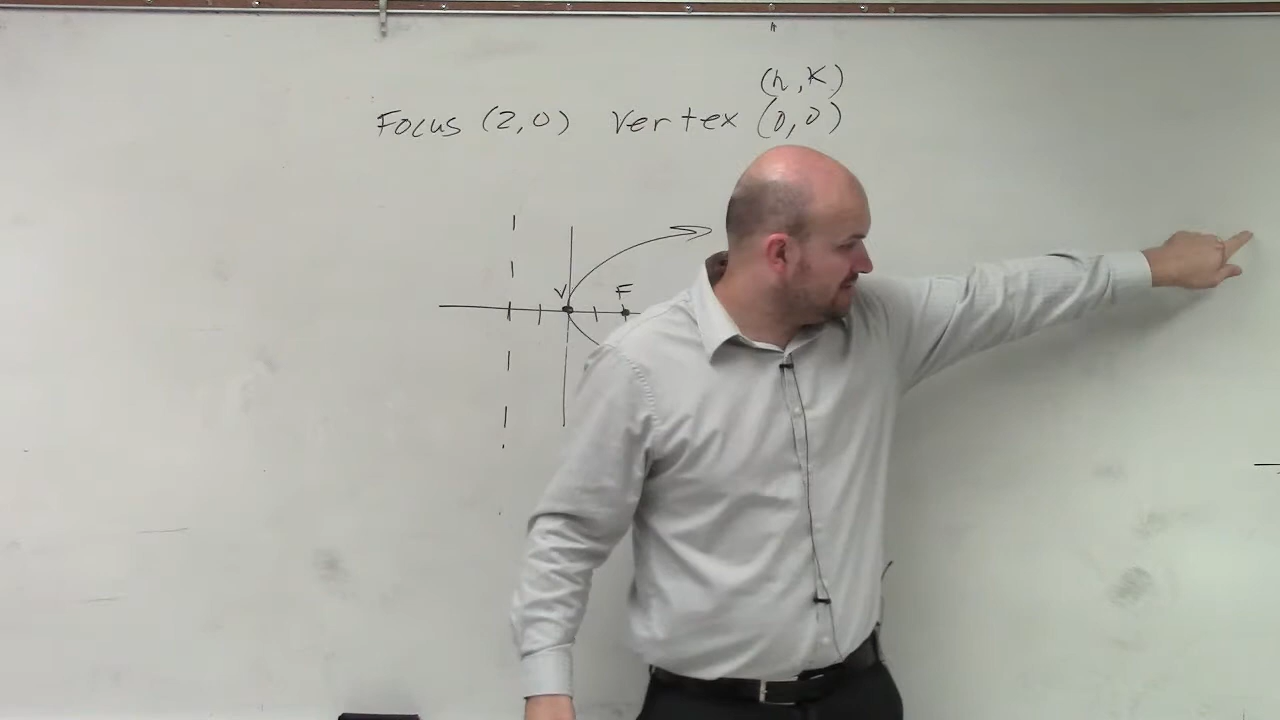 (h, K)
Focus (2,0) Vertex (0,0)
V F